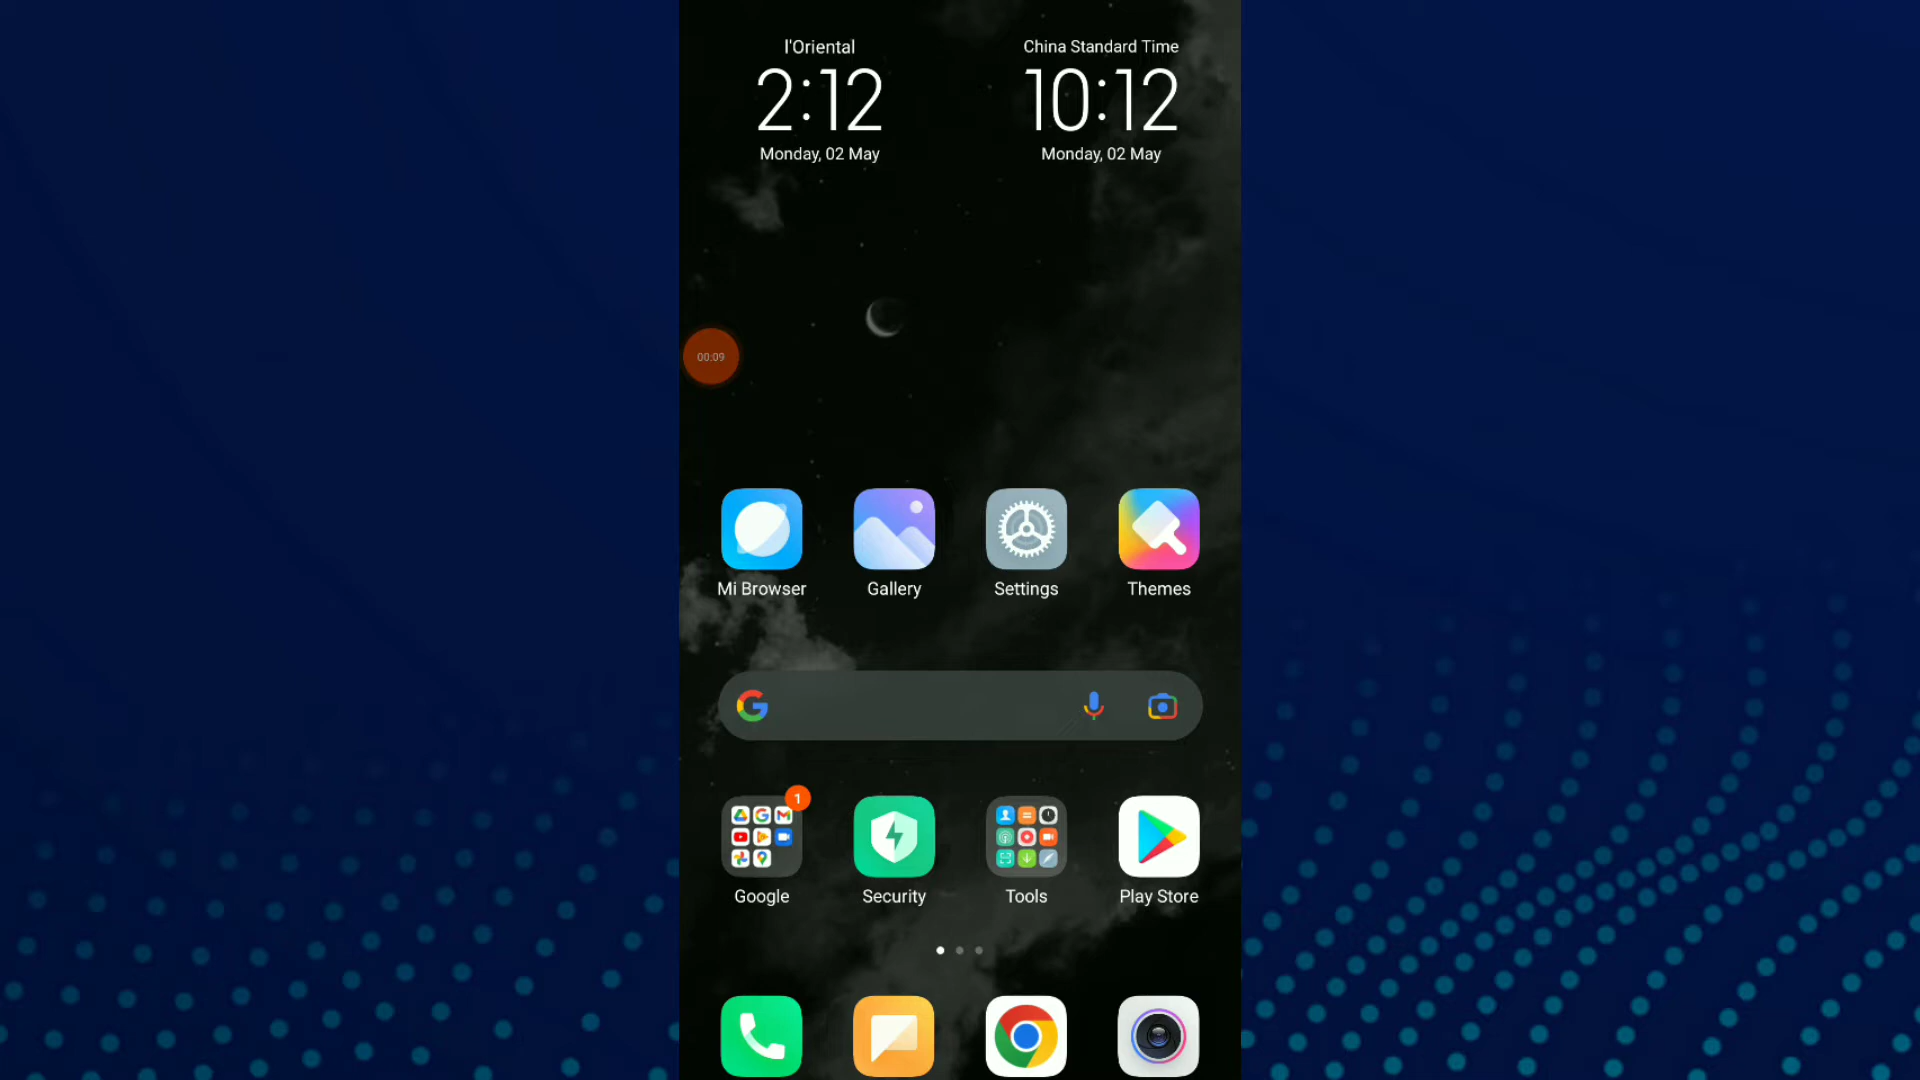 l'Oriental
2:12
Monday, 02 May
China Standard Time
10:12
Monday, 02 May
00:09
Mi Browser
Gallery
Settings
Themes
1
Google
Security
Tools
Play Store